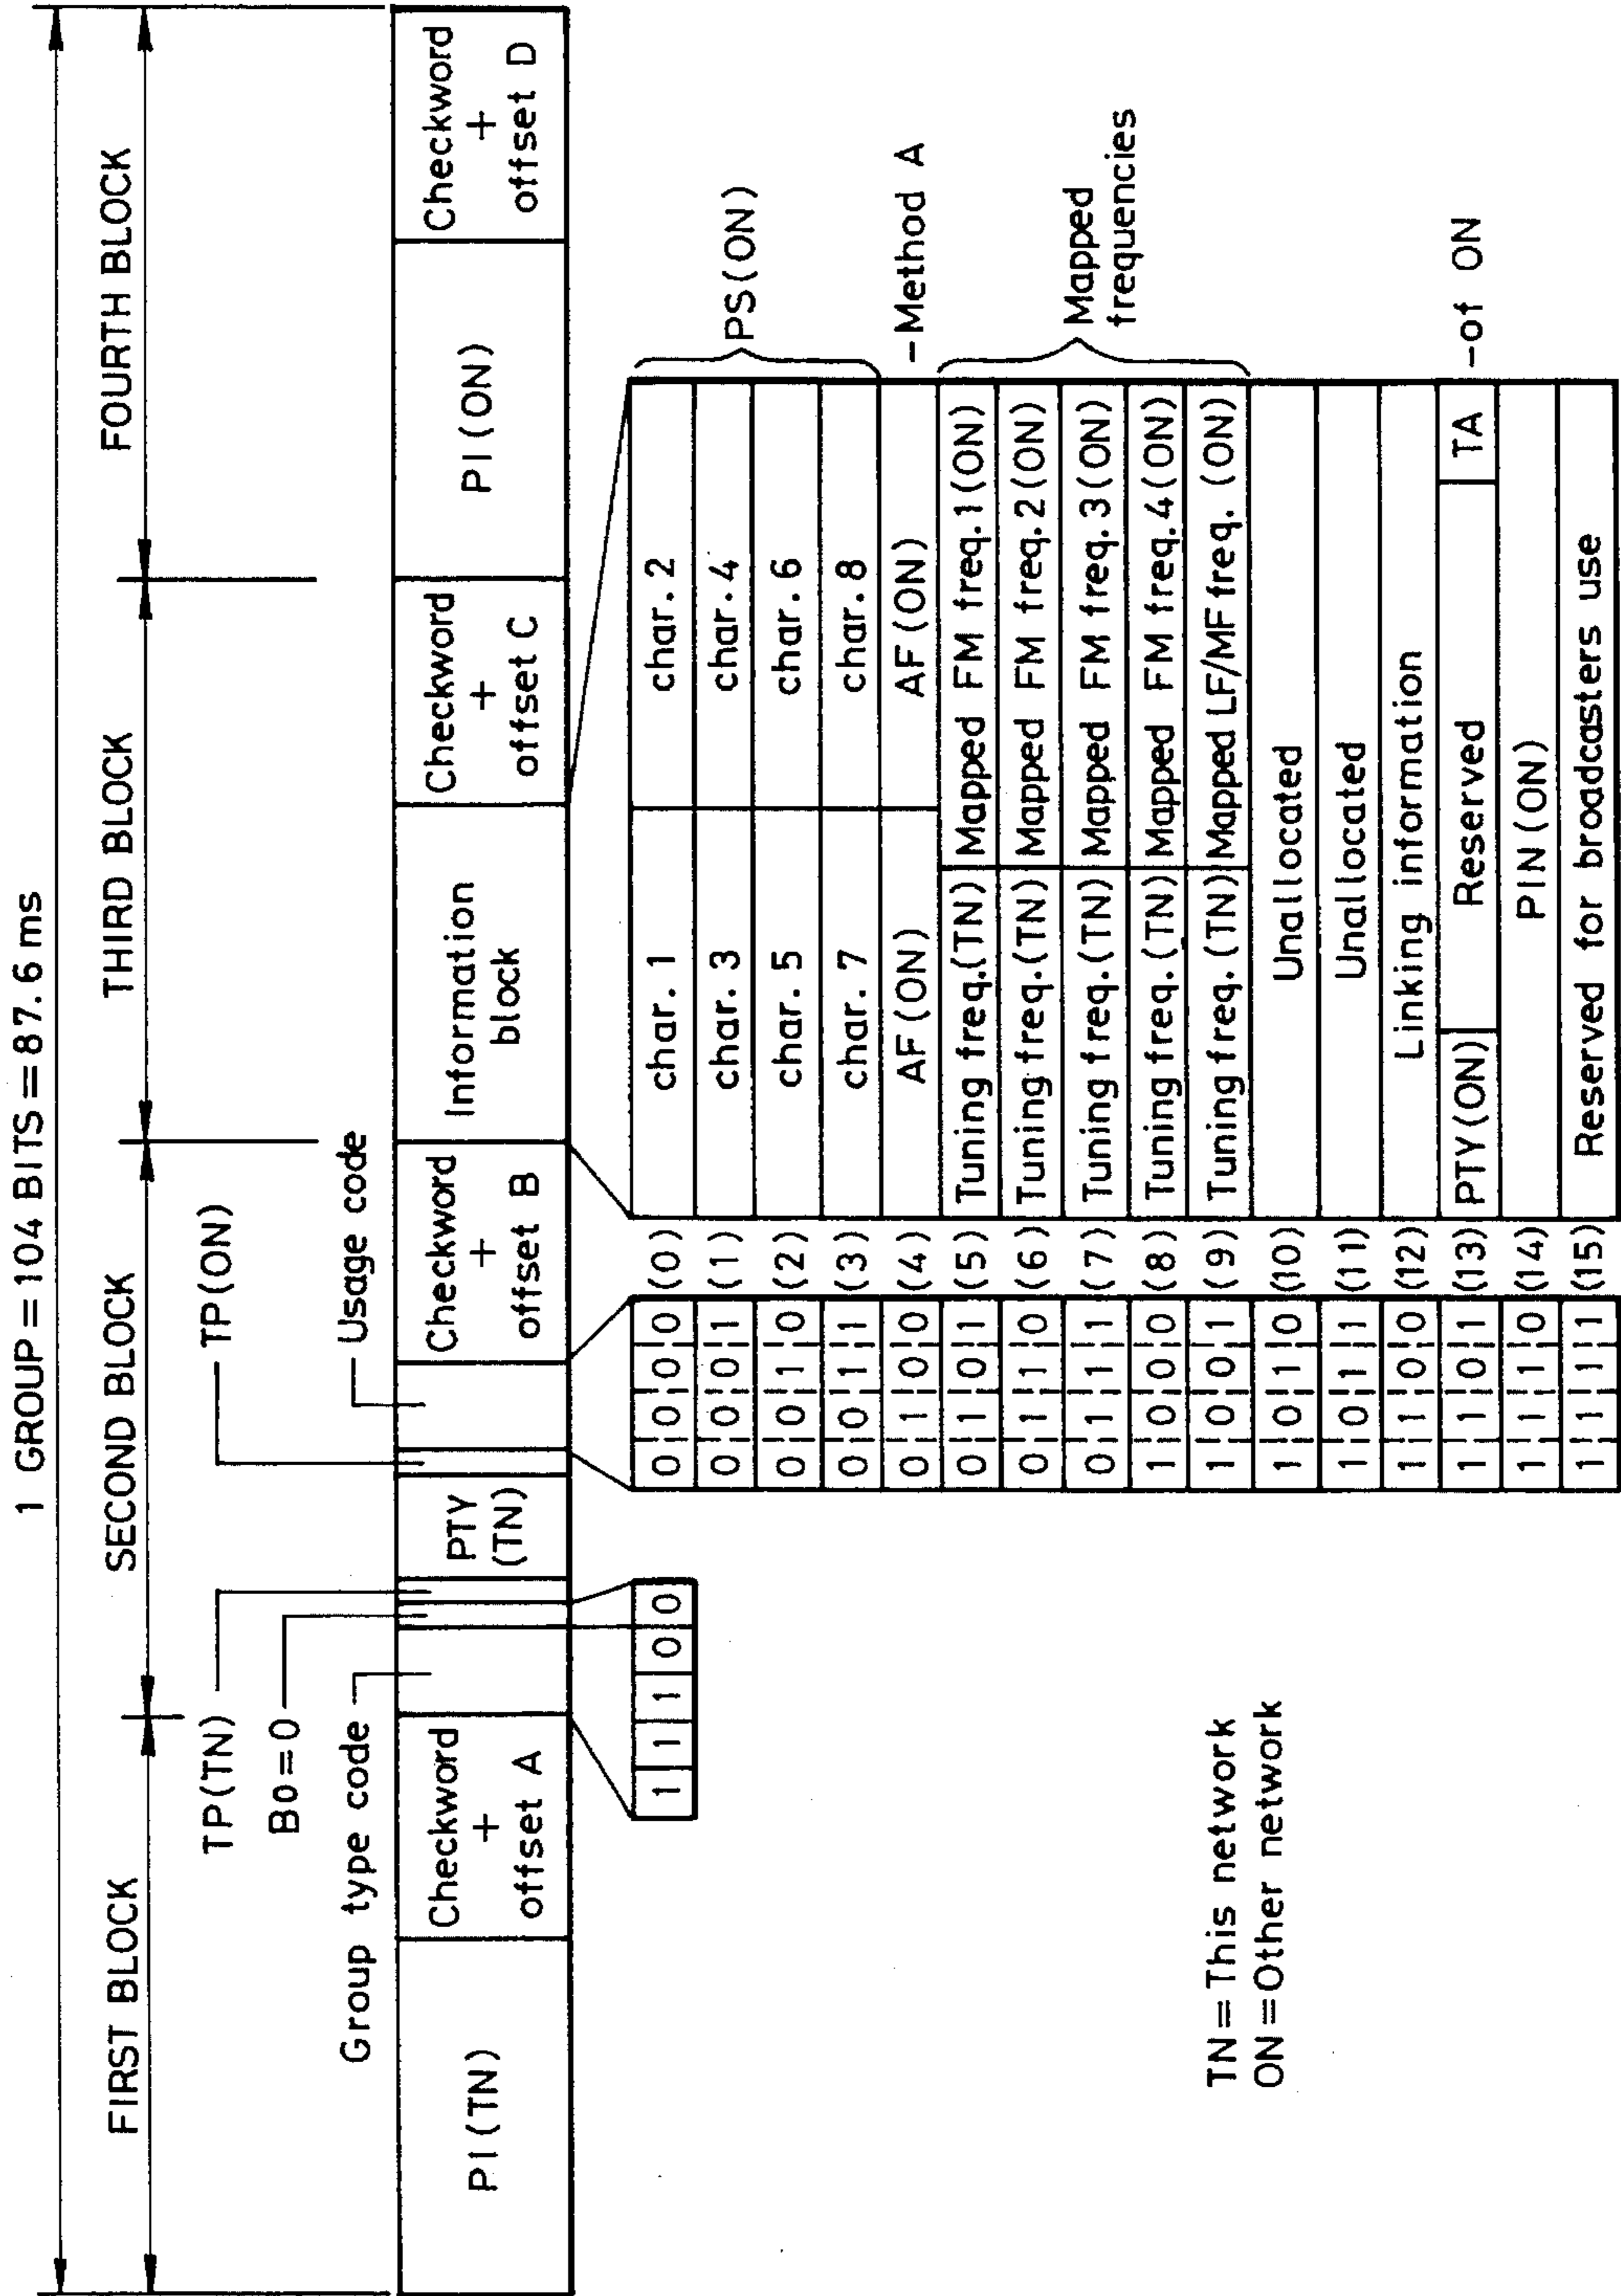 1 GROUP = 104 BITS = 87.6 ms
FIRST BLOCK
SECOND BLOCK
THIRD BLOCK
FOURTH BLOCK
TP(TN)
B0=0
Group type code
TP(ON)
Usage code
PI(TN)
Checkword
+
offset A
PTY
(TN)
Checkword
+
offset B
Information
block
Checkword
+
offset C
PI(ON)
Checkword
+
offset D
1 1 1 0 0
0 0 0 0 (0) char. 1 char. 2
0 0 0 1 (1) char. 3 char. 4
0 0 1 0 (2) char. 5 char. 6
0 0 1 1 (3) char. 7 char. 8
PS(ON)
0 1 0 0 (4) AF(ON) AF(ON) -Method A
0 1 0 1 (5) Tuning freq.(TN) Mapped FM freq.1(ON)
0 1 1 0 (6) Tuning freq.(TN) Mapped FM freq.2(ON)
0 1 1 1 (7) Tuning freq.(TN) Mapped FM freq.3(ON)
1 0 0 0 (8) Tuning freq.(TN) Mapped FM freq.4(ON)
1 0 0 1 (9) Tuning freq.(TN) Mapped LF/MF freq.(ON)
Mapped
frequencies
1 0 1 0 (10) Unallocated
1 0 1 1 (11) Unallocated
1 1 0 0 (12) Linking information
1 1 0 1 (13) PTY(ON) Reserved TA -of ON
1 1 1 0 (14) PIN(ON)
1 1 1 1 (15) Reserved for broadcasters use
TN=This network
ON=Other network